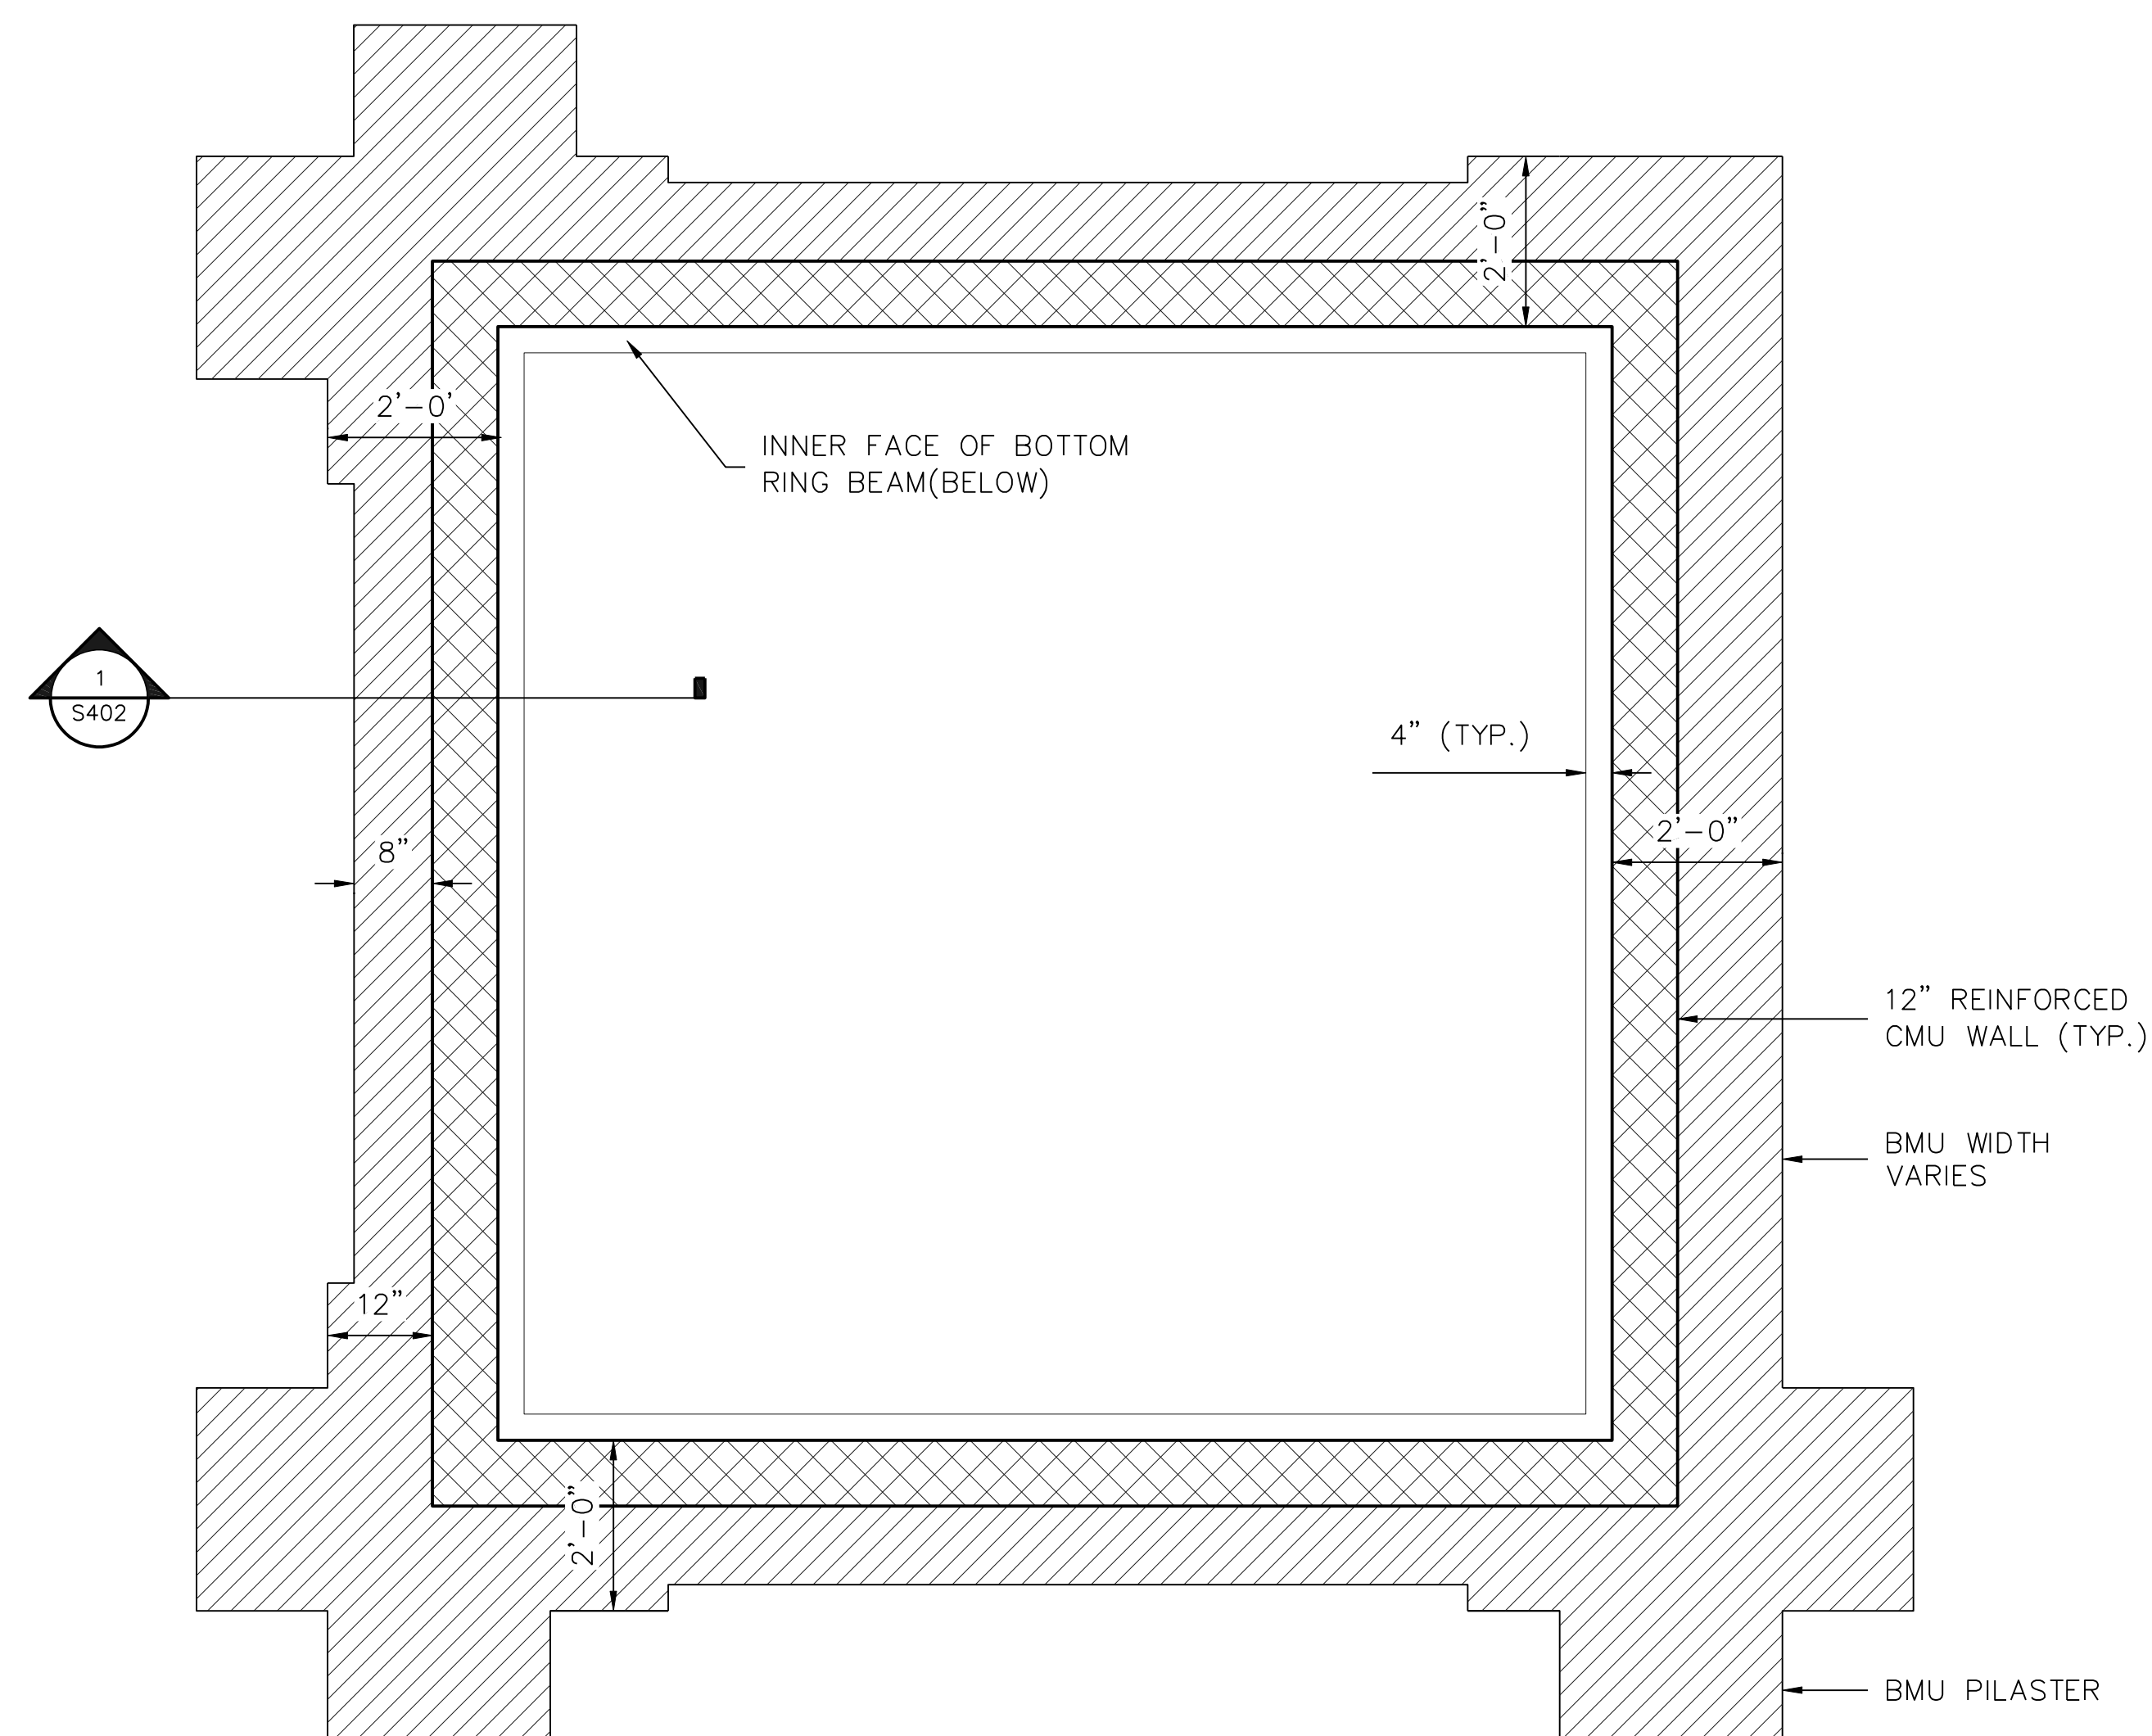 2'-0"
2'-0'
INNER FACE OF BOTTOM
RING BEAM(BELOW)
1
S402
4" (TYP.)
2'-0"
8"
12" REINFORCED
CMU WALL (TYP.)
BMU WIDTH
VARIES
12"
2'-0"
BMU PILASTER